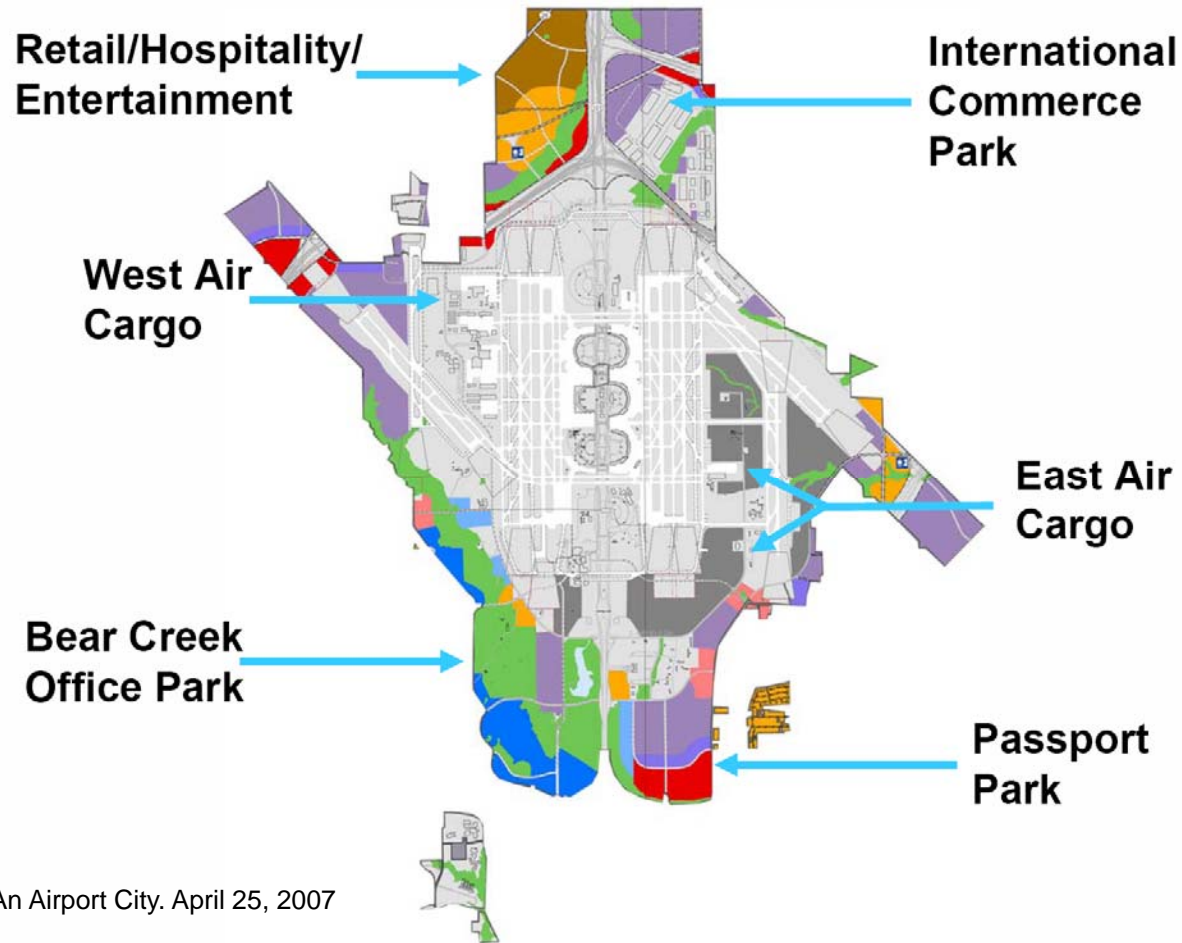 Retail/Hospitality/
Entertainment
International
Commerce
Park
West Air
Cargo
East Air
Cargo
Bear Creek
Office Park
Passport
Park
An Airport City. April 25, 2007